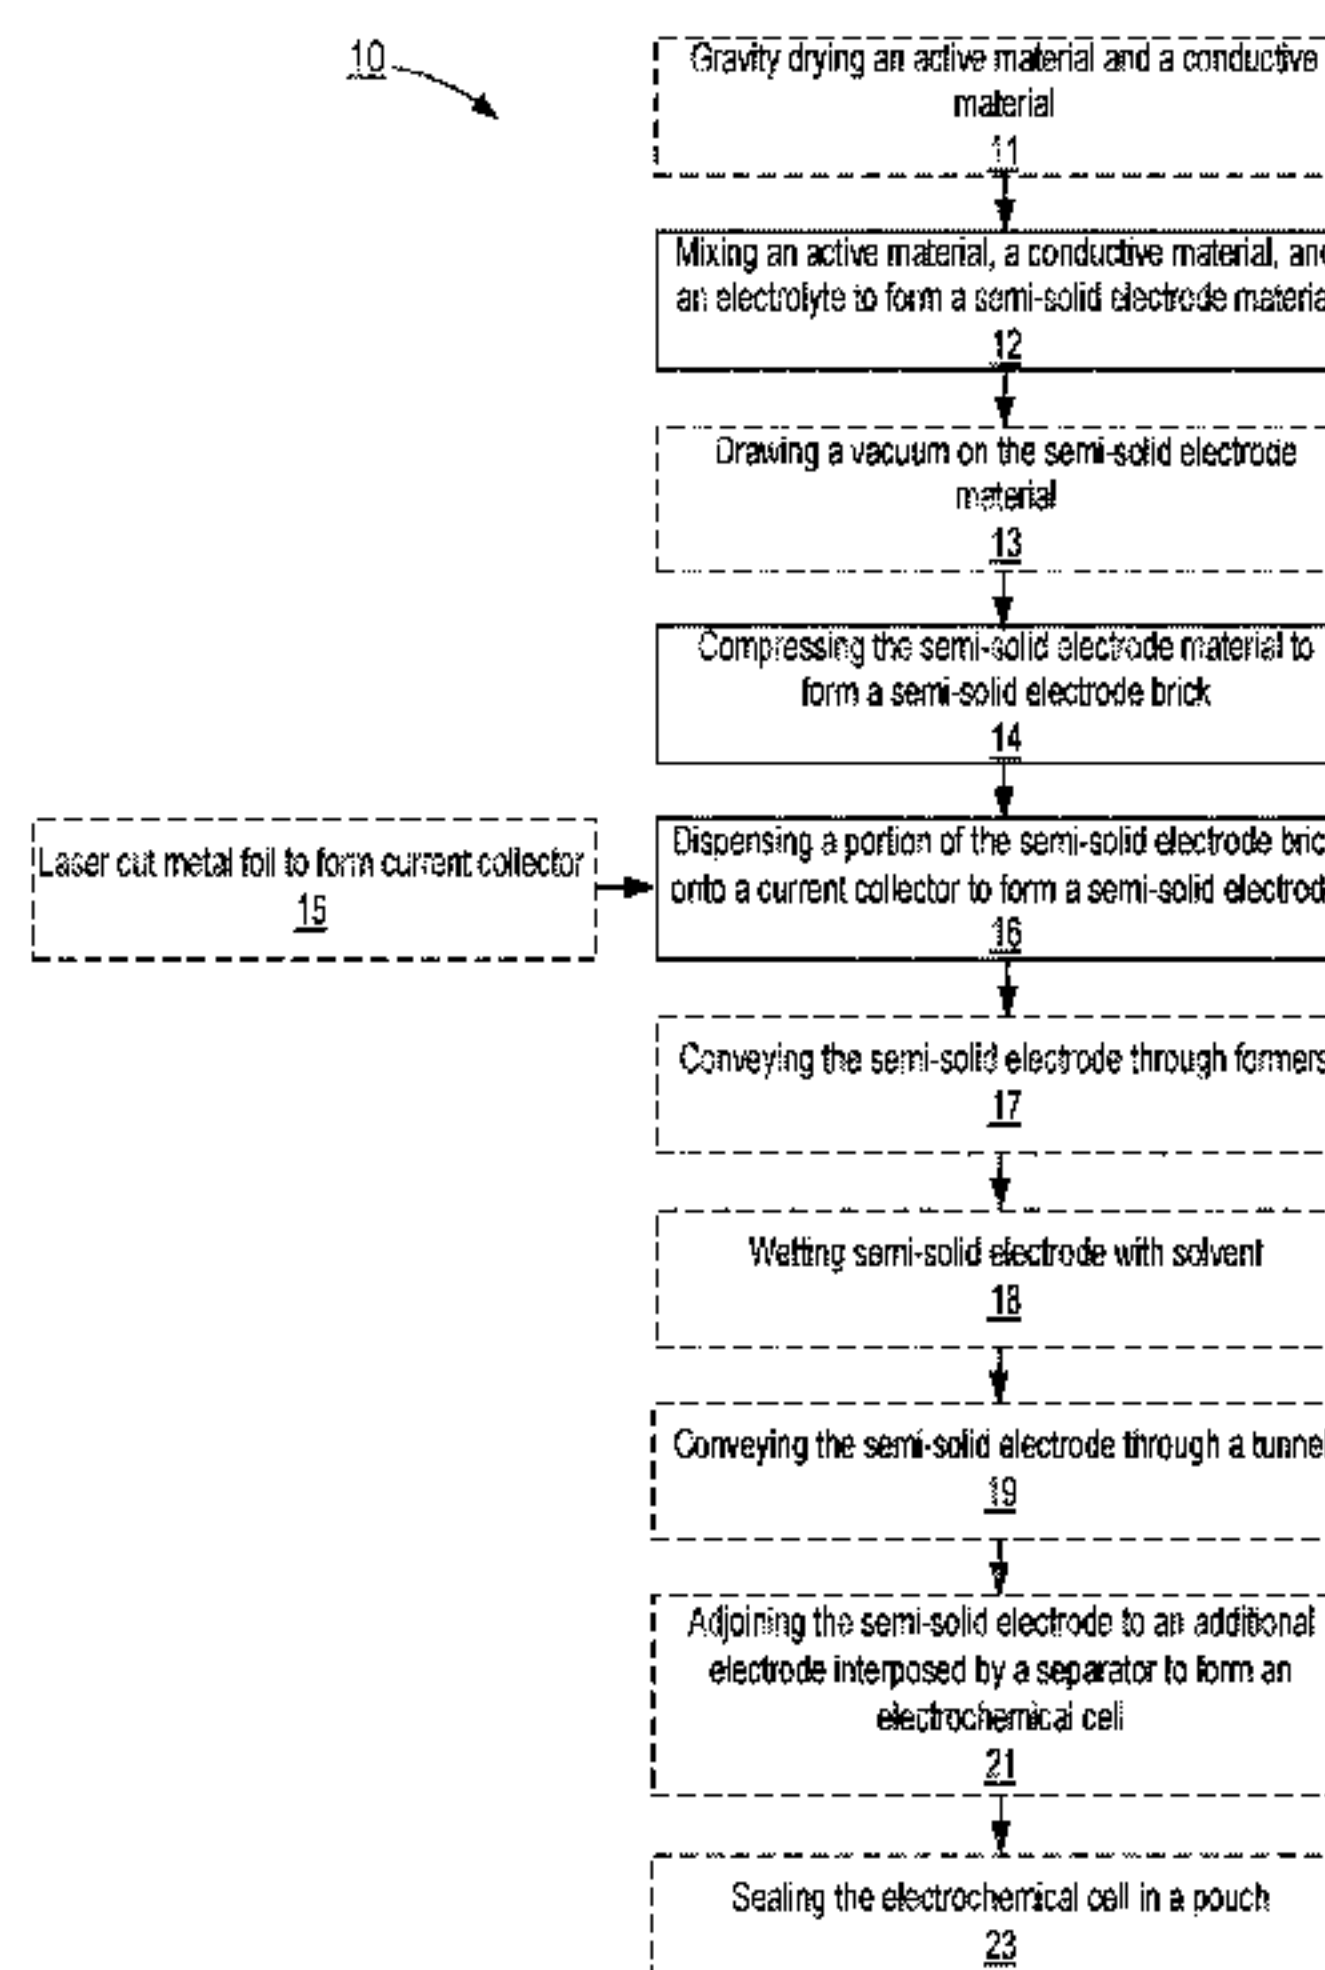 10
Gravity drying an active material and a conductive
material
11
Mixing an active material, a conductive material, an
an electrolyte to form a semi-solid electrode materia
12
Drawing a vacuum on the semi-solid electrode
material
13
Compressing the semi-solid electrode material to
form a semi-solid electrode brick
14
Laser cut metal foil to form current collector
15
Dispensing a portion of the semi-solid electrode bric
onto a current collector to form a semi-solid electrod
16
Conveying the semi-solid electrode through formers
17
Wetting semi-solid electrode with solvent
18
Conveying the semi-solid electrode through a tunnel
19
Adjoining the semi-solid electrode to an additional
electrode interposed by a separator to form an
electrochemical cell
21
Sealing the electrochemical cell in a pouch
23